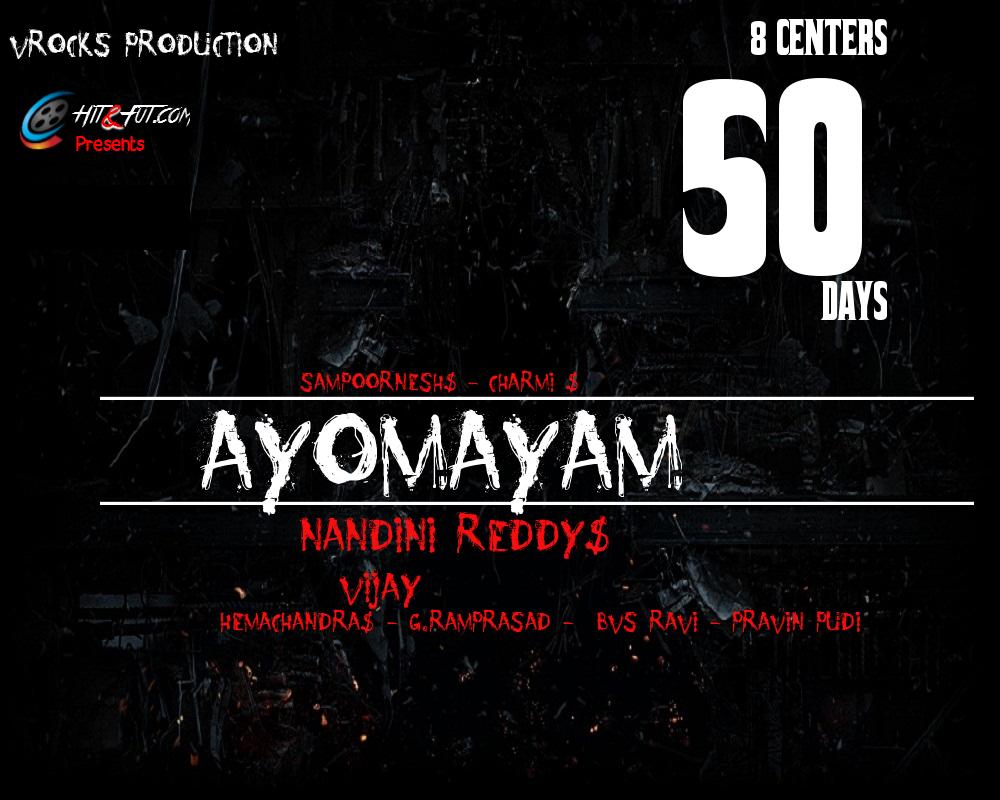 VROCKS PRODUCTION
HIT&FUT.COM
Presents
8 CENTERS
50
DAYS
SAMPOORNESH$ - CHARMI $
AYOMAYAM
NANDINI REDDY$
VIJAY
HEMACHANDRA$ - G.RAMPRASAD - BVS RAVI - PRAVIN PUDI